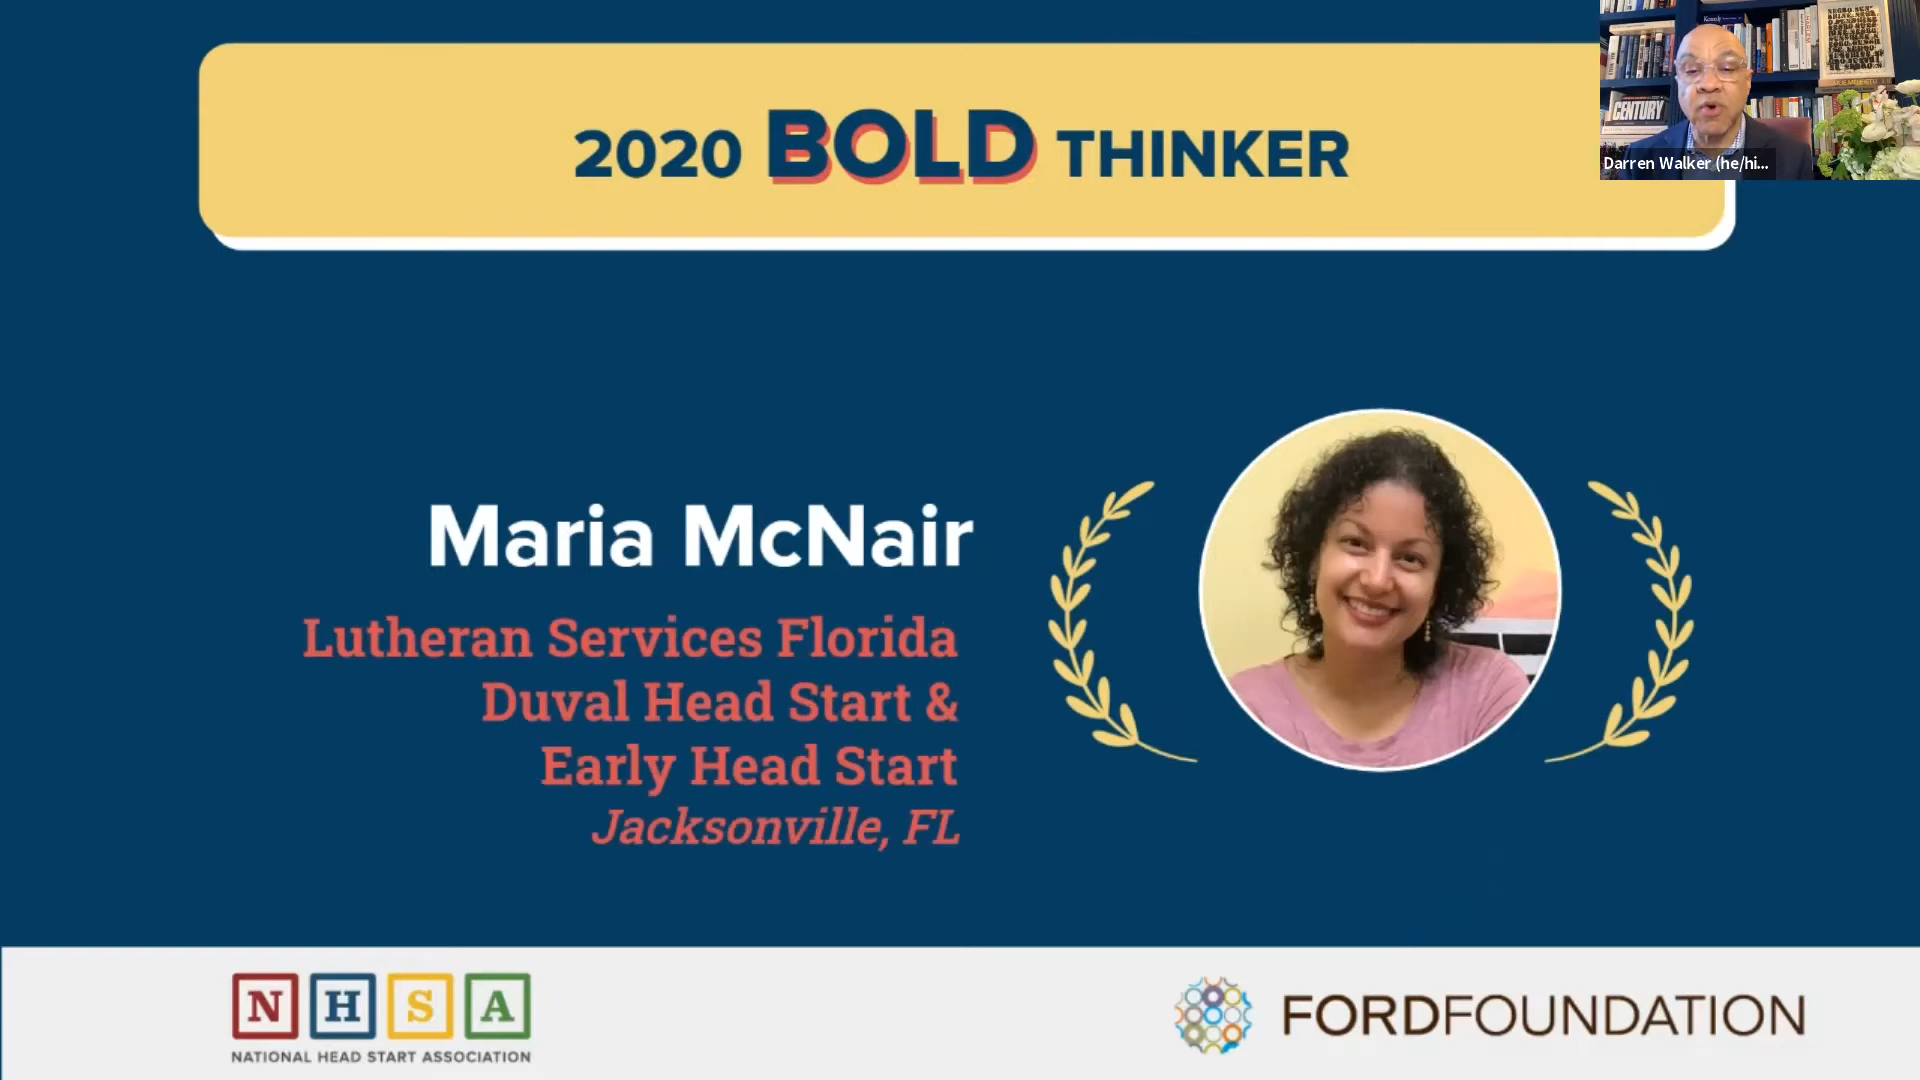 2020 BOLD THINKER
CENTURY
Darren Walker (he/hi...
Maria McNair
Lutheran Services Florida
Duval Head Start &
Early Head Start
Jacksonville, FL
NHSA
NATIONAL HEAD START ASSOCIATION
FORDFOUNDATION